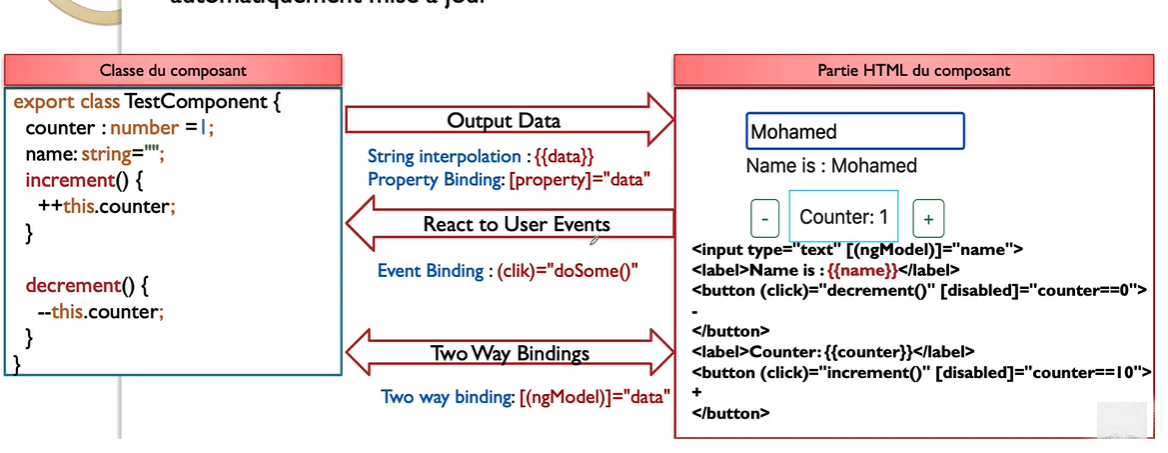 automatiquement mise à jour
Classe du composant
export class TestComponent {
counter : number =1;
name: string="";
increment() {
++this.counter;
}
decrement() {
--this.counter;
}
}
Output Data
String interpolation : {{data}}
Property Binding: [property]="data"
React to User Events
Event Binding : (clik)="doSome()"
Two Way Bindings
Two way binding: [(ngModel)]="data"
Partie HTML du composant
Mohamed
Name is : Mohamed
- Counter: 1 +
<input type="text" [(ngModel)]="name">
<label>Name is : {{name}}</label>
<button (click)="decrement()" [disabled]="counter==0">
-
</button>
<label>Counter: {{counter}}</label>
<button (click)="increment()" [disabled]="counter==10">
+
</button>